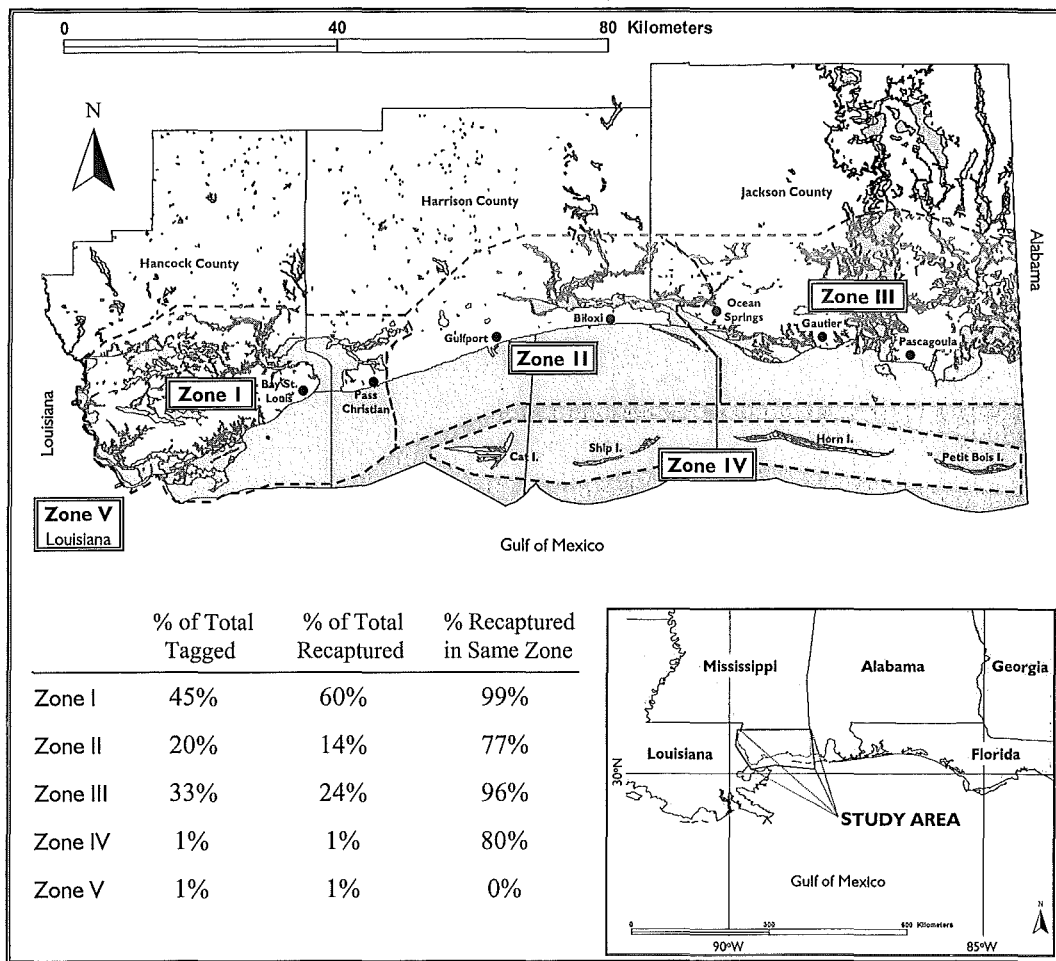 0 40 80 Kilometers
N
Harrison County
Jackson County
Hancock County
Alabama
Zone III
Ocean
Springs
Biloxi
Gautier
Gulfport
Pascagoula
Zone II
Louisiana
Zone I
Bay St.
Louis
Pass
Christian
Cat I.
Ship I.
Horn I.
Petit Bois I.
Zone IV
Zone V
Louisiana
Gulf of Mexico
% of Total % of Total % Recaptured
Tagged Recaptured in Same Zone
Zone I 45% 60% 99%
Zone II 20% 14% 77%
Zone III 33% 24% 96%
Zone IV 1% 1% 80%
Zone V 1% 1% 0%
Mississippi Alabama Georgia
Louisiana Florida
30°N
STUDY AREA
Gulf of Mexico
N
0 300 600 Kilometers
90°W 85°W